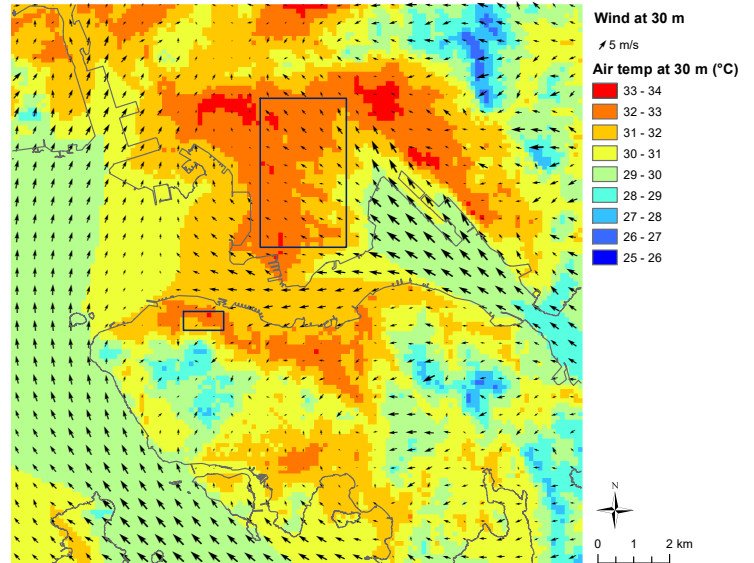 Wind at 30 m
5 m/s
Air temp at 30 m (°C)
33 - 34
32 - 33
31 - 32
30 - 31
29 - 30
28 - 29
27 - 28
26 - 27
25 - 26
N
0 1 2 km